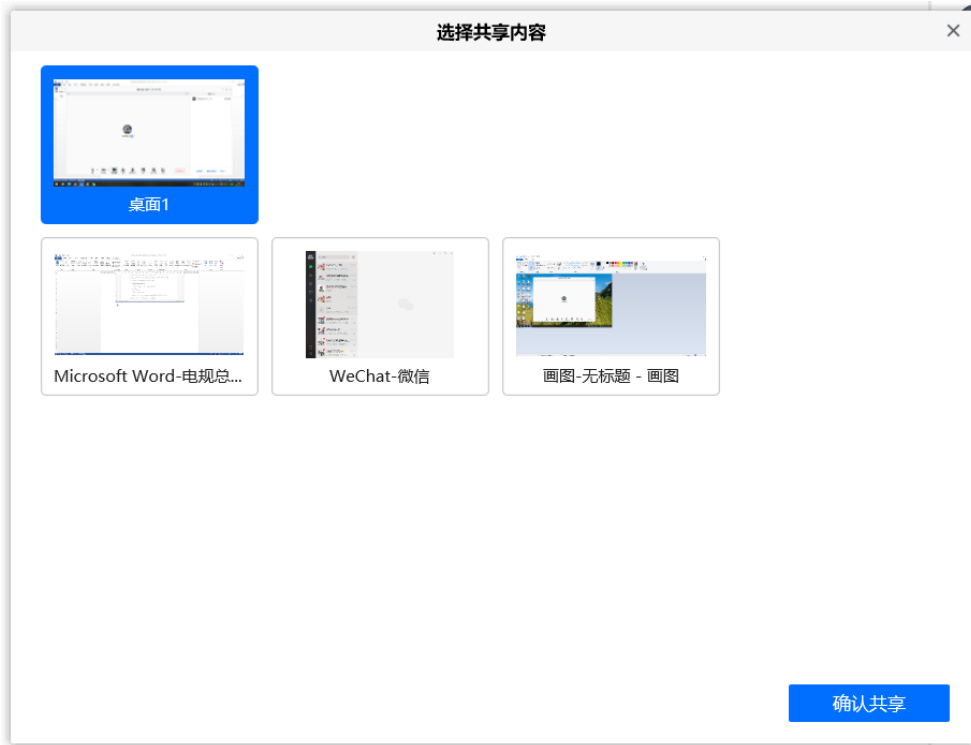 选择共享内容
桌面1
Microsoft Word-电规总...
WeChat-微信
画图-无标题 - 画图
确认共享